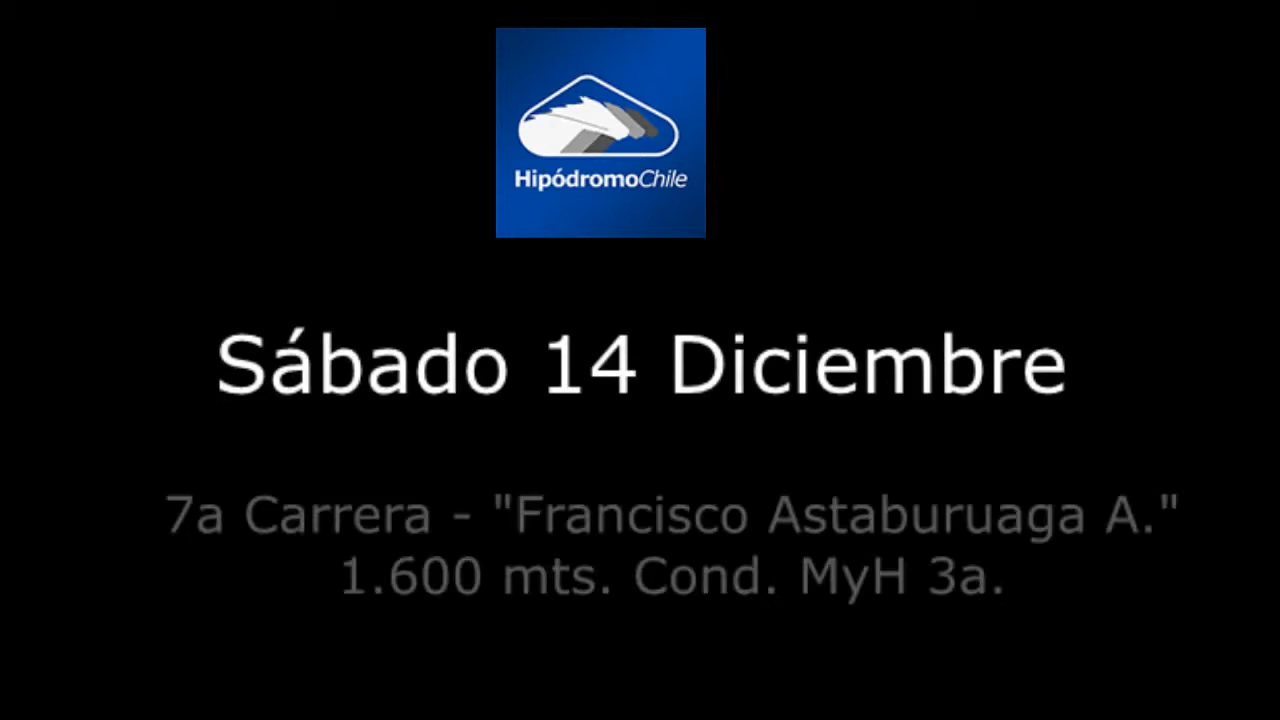 HipódromoChile
Sábado 14 Diciembre
7a Carrera - "Francisco Astaburuaga A."
1.600 mts. Cond. MyH 3a.